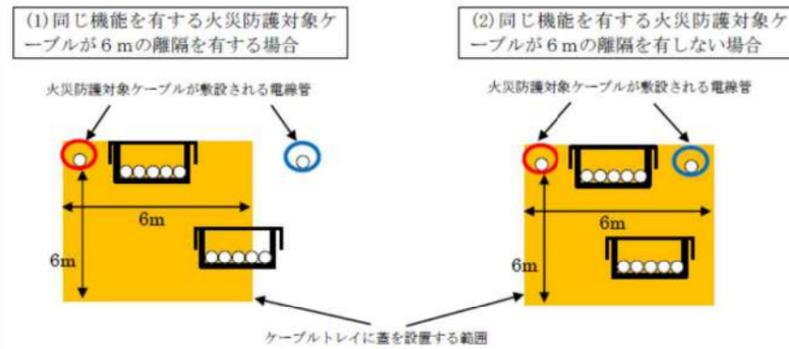 (1)同じ機能を有する火災防護対象ケ
ーブルが6mの離隔を有する場合
火災防護対象ケーブルが敷設される電線管
6m
6m
(2)同じ機能を有する火災防護対象ケ
ーブルが6mの離隔を有しない場合
火災防護対象ケーブルが敷設される電線管
6m
6m
ケーブルトレイに蓋を設置する範囲